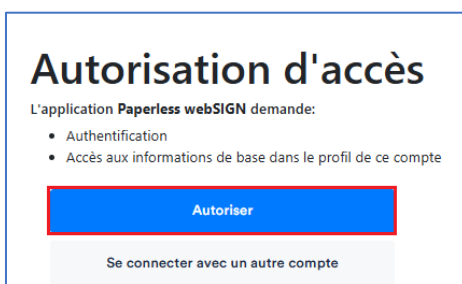 Autorisation d'accès
L'application Paperless webSIGN demande:
• Authentification
• Accès aux informations de base dans le profil de ce compte
Autoriser
Se connecter avec un autre compte